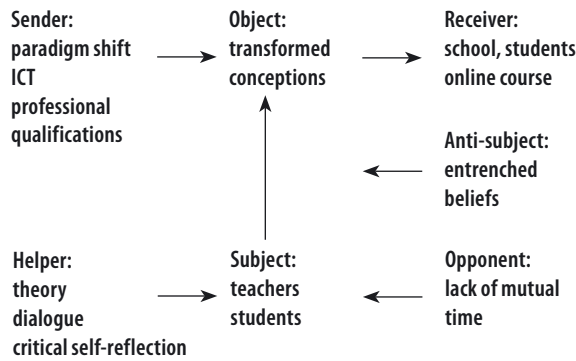 Sender:
paradigm shift
ICT
professional
qualifications
Object:
transformed
conceptions
Receiver:
school, students
online course
Anti-subject:
entrenched
beliefs
Helper:
theory
dialogue
critical self-reflection
Subject:
teachers
students
Opponent:
lack of mutual
time